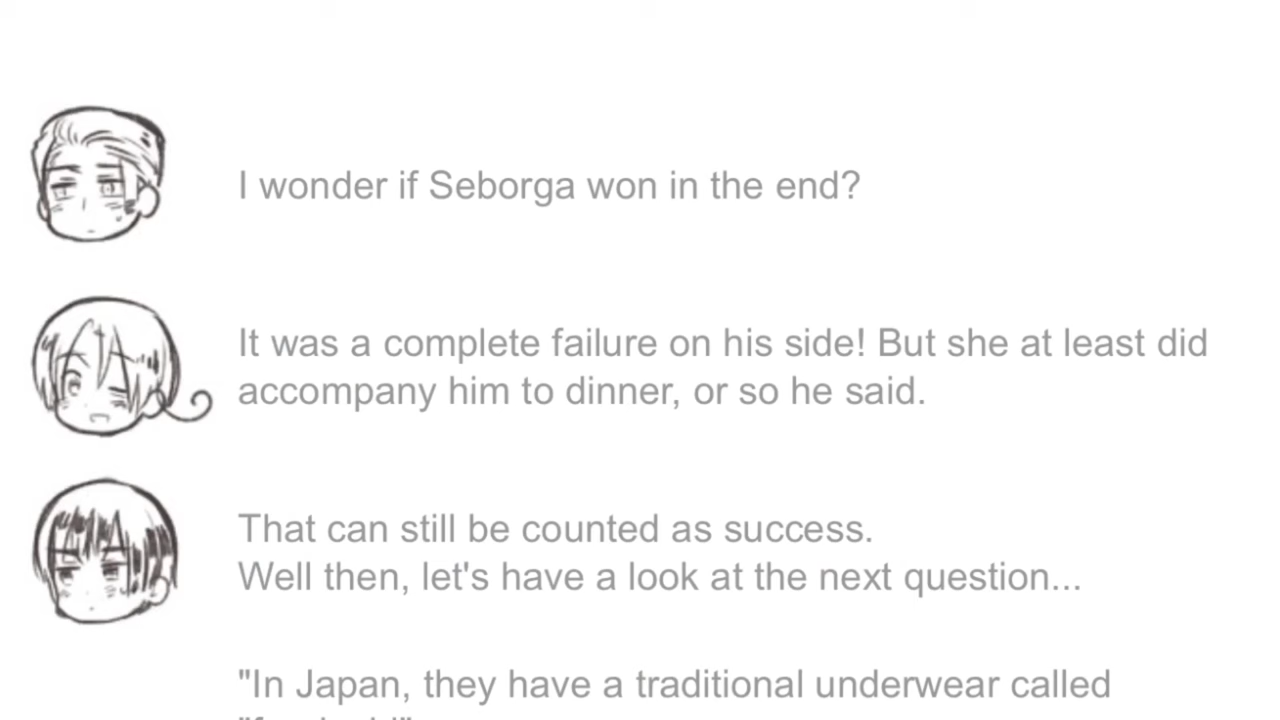 I wonder if Seborga won in the end?
It was a complete failure on his side! But she at least did
accompany him to dinner, or so he said.
That can still be counted as success.
Well then, let's have a look at the next question...
"In Japan, they have a traditional underwear called